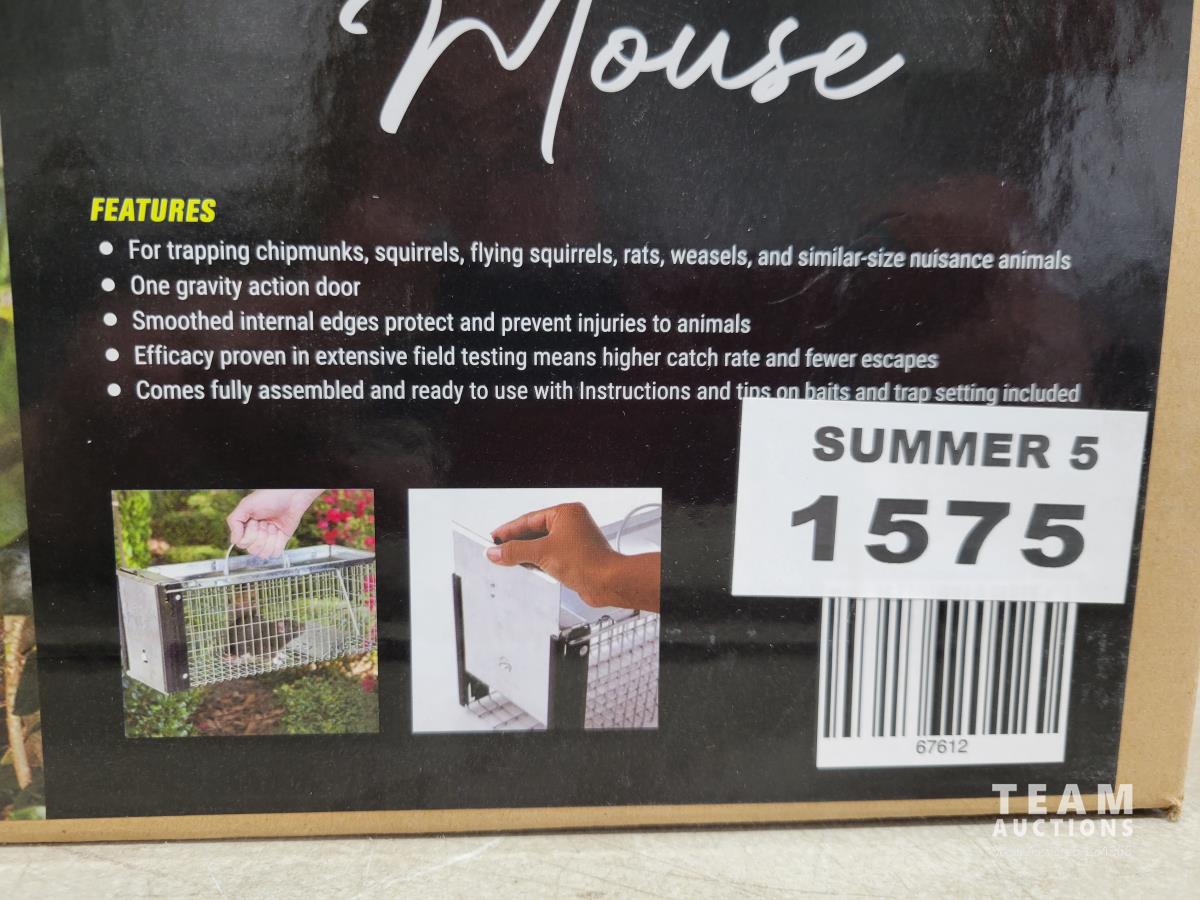 Mouse
FEATURES
• For trapping chipmunks, squirrels, flying squirrels, rats, weasels, and similar-size nuisance animals
• One gravity action door
• Smoothed internal edges protect and prevent injuries to animals
• Efficacy proven in extensive field testing means higher catch rate and fewer escapes
• Comes fully assembled and ready to use with Instructions and tips on baits and trap setting included
SUMMER 5
1575
67612
TEAM
AUCTIONS